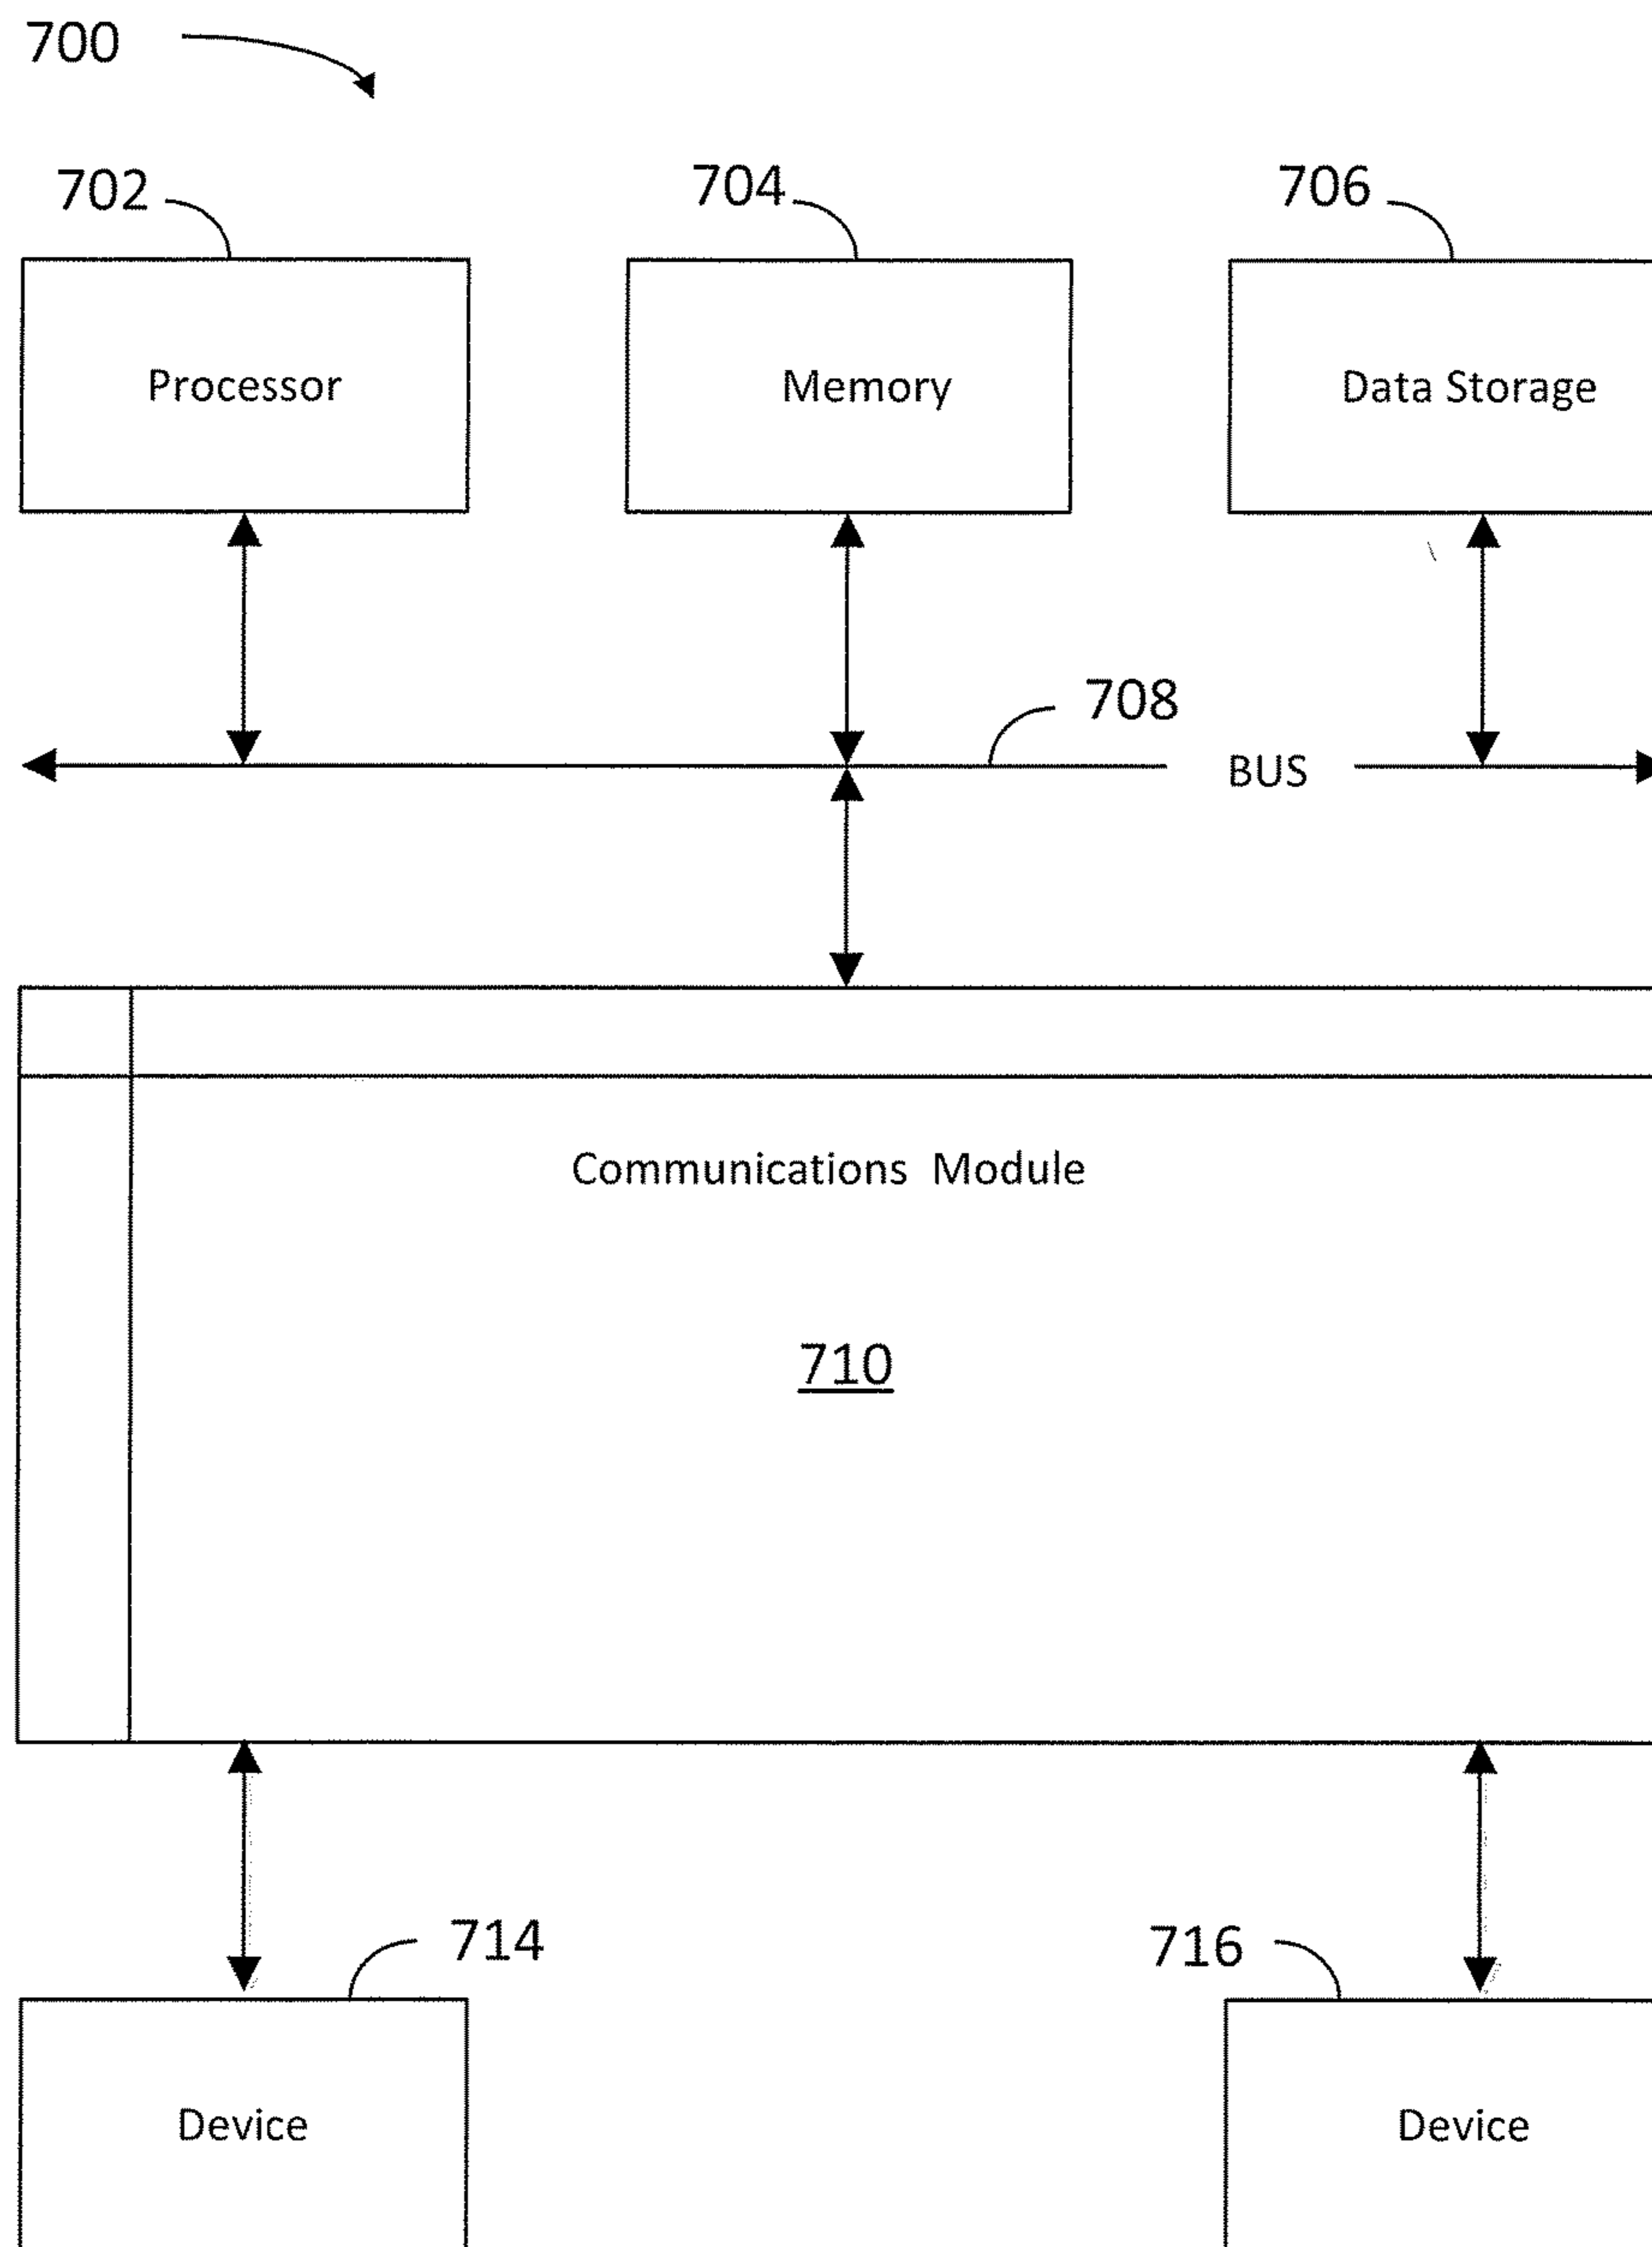 700
702
704
706
Processor
Memory
Data Storage
708
BUS
Communications Module
710
714
716
Device
Device